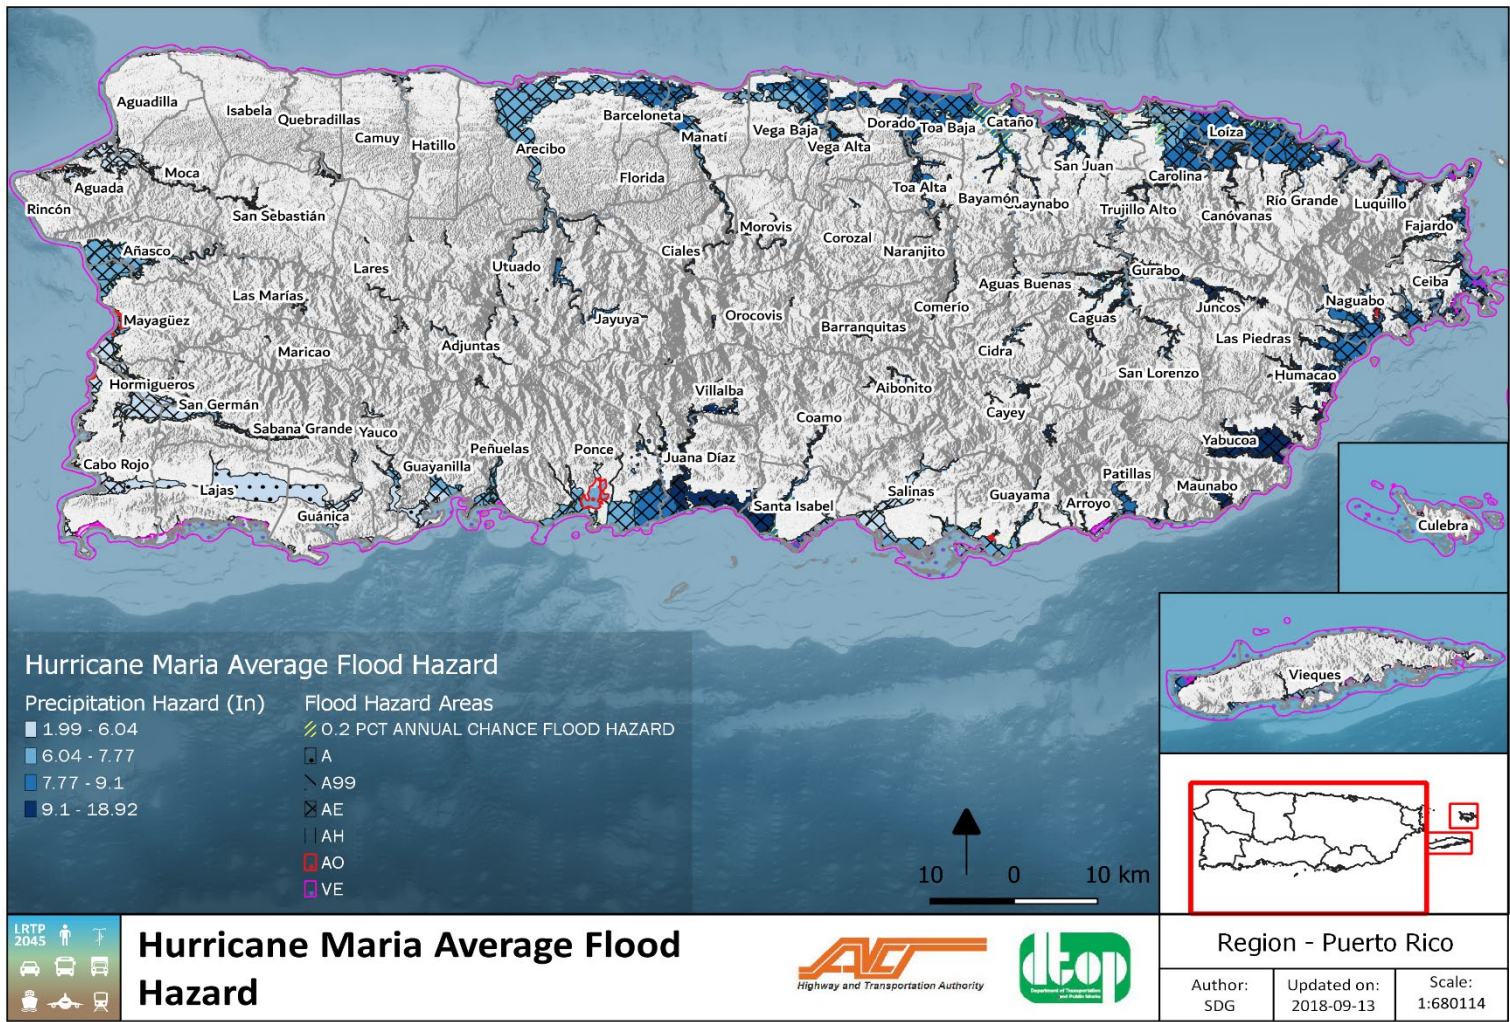 Aguadilla
Isabela
Quebradillas
Camuy
Hatillo
Arecibo
Barceloneta
Manatí
Florida
Vega Baja
Vega Alta
Dorado
Toa Baja
Cataño
San Juan
Loíza
Carolina
Río Grande
Luquillo
Aguada
Moca
Rincón
San Sebastián
Toa Alta
Bayamón
Guaynabo
Trujillo Alto
Canóvanas
Fajardo
Añasco
Lares
Utuado
Ciales
Morovis
Corozal
Naranjito
Aguas Buenas
Gurabo
Ceiba
Las Marías
Mayagüez
Jayuya
Orocovis
Barranquitas
Comerío
Caguas
Juncos
Naguabo
Maricao
Adjuntas
Cidra
Las Piedras
San Lorenzo
Humacao
Hormigueros
San Germán
Sabana Grande
Yauco
Villalba
Aibonito
Coamo
Cayey
Yabucoa
Cabo Rojo
Lajas
Guánica
Guayanilla
Peñuelas
Ponce
Juana Díaz
Santa Isabel
Salinas
Guayama
Arroyo
Patillas
Maunabo
Culebra
Vieques
Hurricane Maria Average Flood Hazard
Precipitation Hazard (In)
1.99 - 6.04
6.04 - 7.77
7.77 - 9.1
9.1 - 18.92
Flood Hazard Areas
0.2 PCT ANNUAL CHANCE FLOOD HAZARD
A
A99
AE
AH
AO
VE
10 0 10 km
LRTP
2045
Hurricane Maria Average Flood
Hazard
ACT
Highway and Transportation Authority
dtop
Department of Transportation
and Public Works
Region - Puerto Rico
Author:
SDG
Updated on:
2018-09-13
Scale:
1:680114